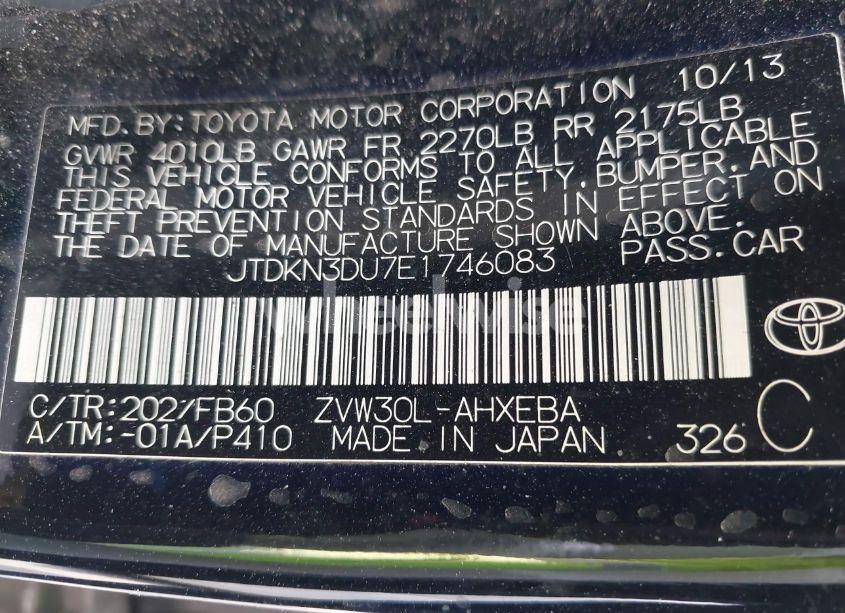 10/13
MFD.BY:TOYOTA MOTOR CORPORATION
GVWR 4010LB GAWR FR 2270LB RR 2175LB
THIS VEHICLE CONFORMS TO ALL APPLICABLE
FEDERAL MOTOR VEHICLE SAFETY,BUMPER,AND
THEFT PREVENTION STANDARDS IN EFFECT ON
THE DATE OF MANUFACTURE SHOWN ABOVE.
JTDKN3DU7E1746083 PASS.CAR
wheelwise
C/TR:202/FB60 ZVW30L-AHXEBA
A/TM:-01A/P410 MADE IN JAPAN 326 C